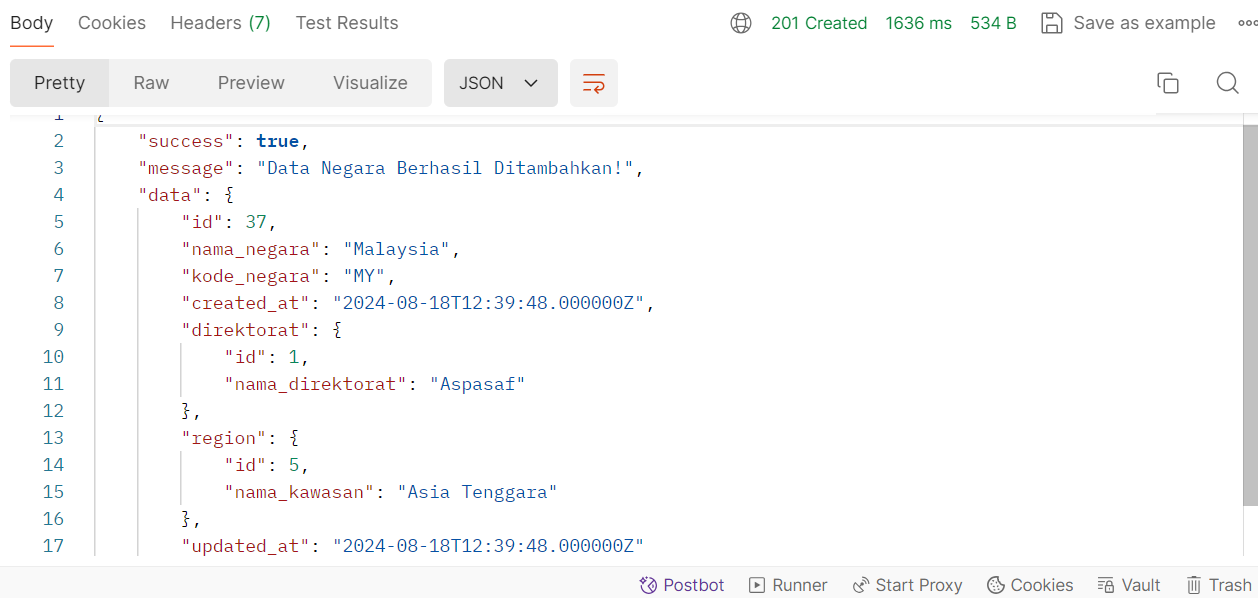 Body Cookies Headers (7) Test Results 201 Created 1636 ms 534 B Save as example
Pretty Raw Preview Visualize JSON
1 {
2 "success": true,
3 "message": "Data Negara Berhasil Ditambahkan!",
4 "data": {
5 "id": 37,
6 "nama_negara": "Malaysia",
7 "kode_negara": "MY",
8 "created_at": "2024-08-18T12:39:48.000000Z",
9 "direktorat": {
10 "id": 1,
11 "nama_direktorat": "Aspasaf"
12 },
13 "region": {
14 "id": 5,
15 "nama_kawasan": "Asia Tenggara"
16 },
17 "updated_at": "2024-08-18T12:39:48.000000Z"
Postbot Runner Start Proxy Cookies Vault Trash